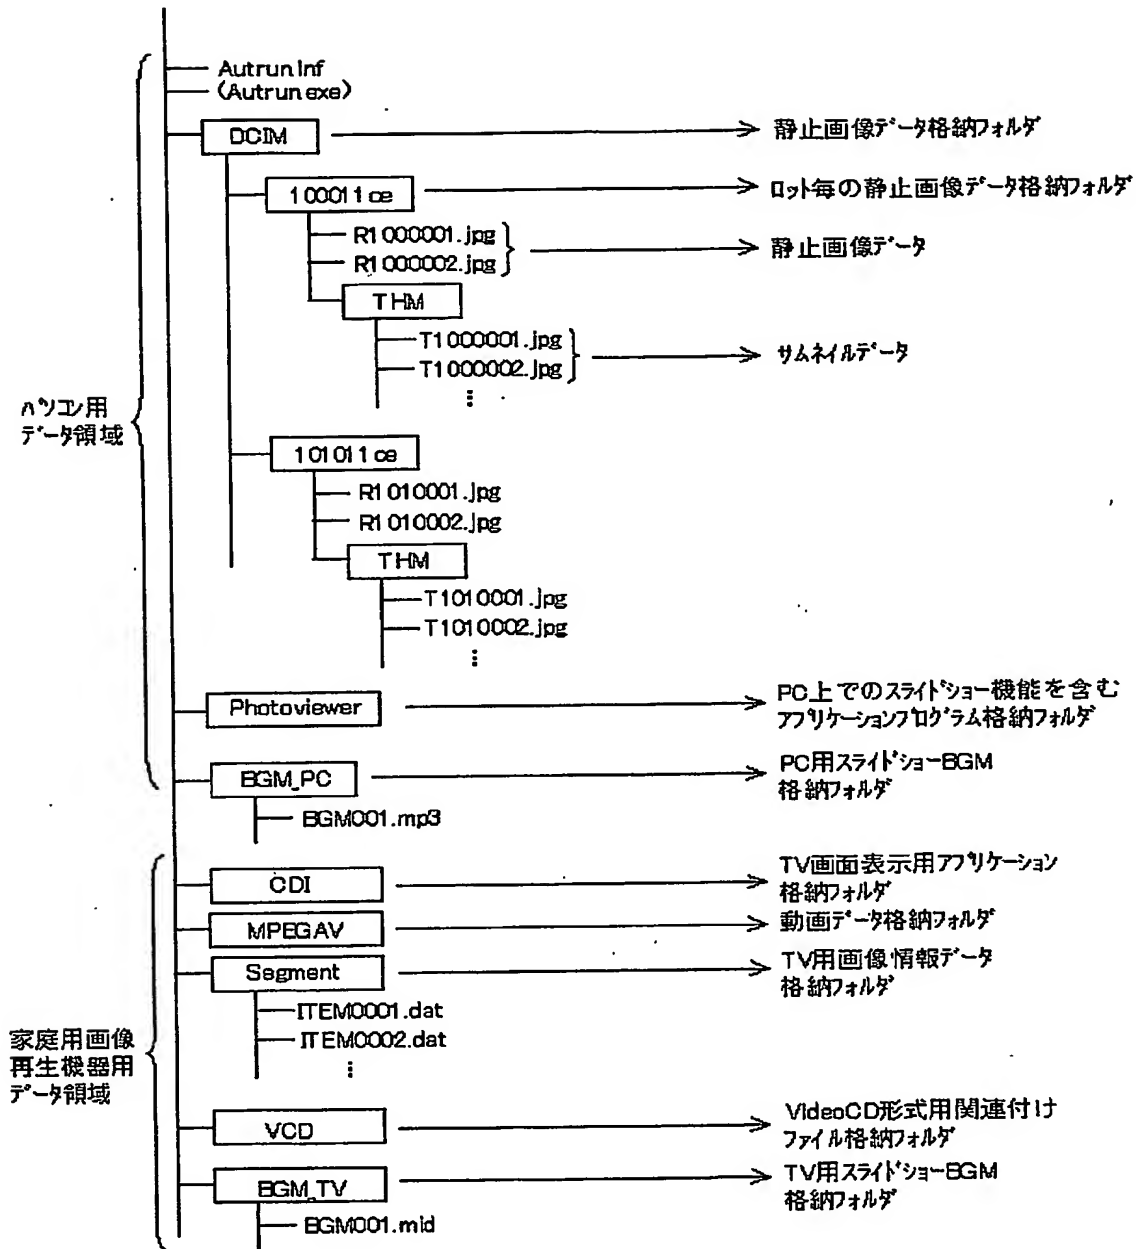 Autrun.inf
(Autrun.exe)
DCIM
静止画像データ格納フォルダ
100011ce
ロット毎の静止画像データ格納フォルダ
R1000001.jpg
R1000002.jpg
静止画像データ
THM
T1000001.jpg
T1000002.jpg
サムネイルデータ
パソコン用
データ領域
101011ce
R1010001.jpg
R1010002.jpg
THM
T1010001.jpg
T1010002.jpg
Photoviewer
PC上でのスライドショー機能を含む
アプリケーションプログラム格納フォルダ
BGM_PC
PC用スライドショーBGM
格納フォルダ
BGM001.mp3
CDI
TV画面表示用アプリケーション
格納フォルダ
MPEGAV
動画データ格納フォルダ
Segment
TV用画像情報データ
格納フォルダ
ITEM0001.dat
ITEM0002.dat
家庭用画像
再生機器用
データ領域
VCD
VideoCD形式用関連付け
ファイル格納フォルダ
BGM_TV
TV用スライドショーBGM
格納フォルダ
BGM001.mid